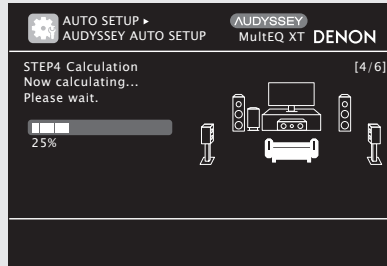 AUTO SETUP ▸
AUDYSSEY AUTO SETUP
AUDYSSEY
MultEQ XT DENON
STEP4 Calculation
[4/6]
Now calculating...
Please wait.
25%